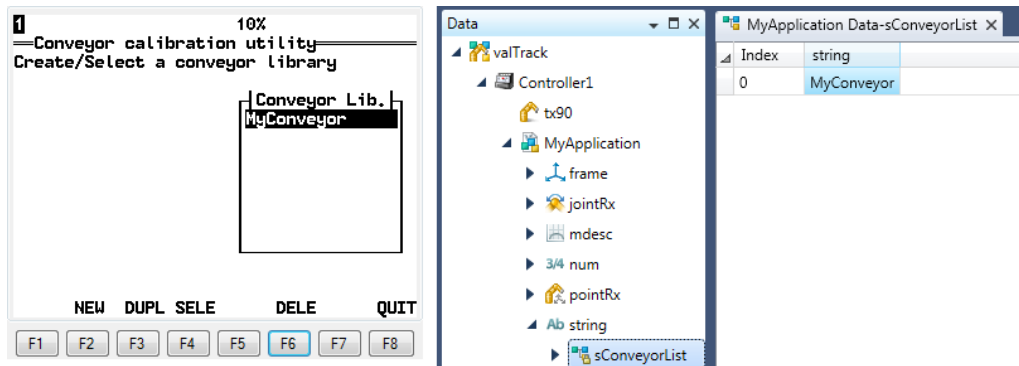 1 10%
Conveyor calibration utility
Create/Select a conveyor library
Conveyor Lib.
MyConveyor
NEW DUPL SELE DELE QUIT
F1 F2 F3 F4 F5 F6 F7 F8
Data
valTrack
Controller1
tx90
MyApplication
frame
jointRx
mdesc
3/4 num
pointRx
Ab string
sConveyorList
MyApplication Data-sConveyorList
Index string
0 MyConveyor